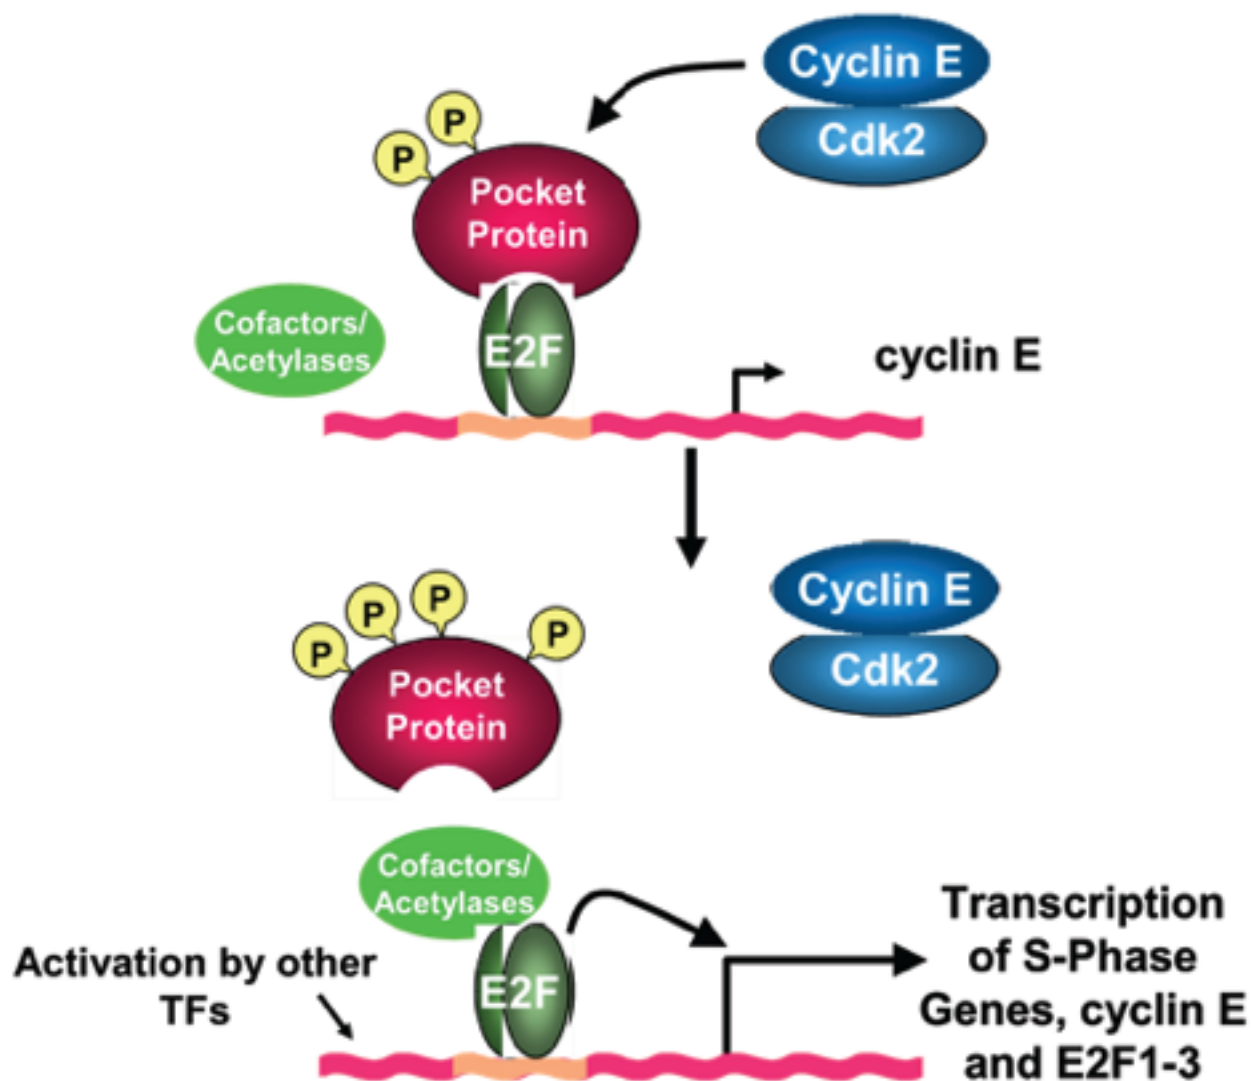 Cyclin E
Cdk2
P
P
Pocket
Protein
Cofactors/
Acetylases
E2F
cyclin E
Cyclin E
Cdk2
P
P
P
P
Pocket
Protein
Cofactors/
Acetylases
E2F
Activation by other
TFs
Transcription
of S-Phase
Genes, cyclin E
and E2F1-3